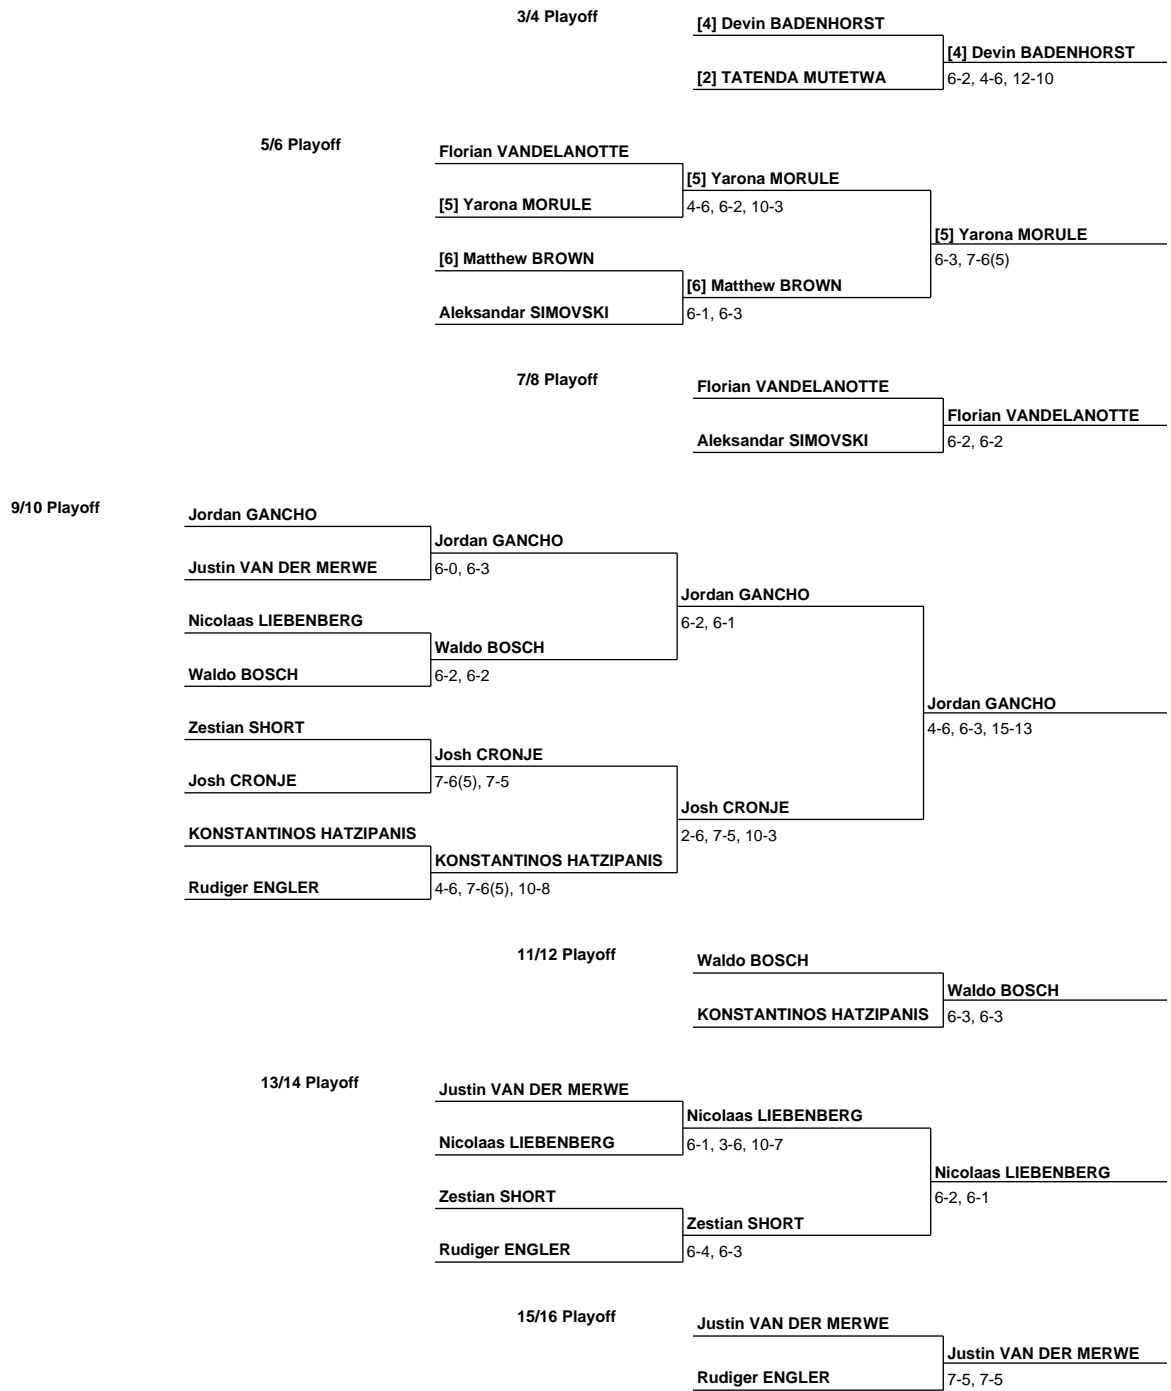 3/4 Playoff
[4] Devin BADENHORST
[4] Devin BADENHORST
[2] TATENDA MUTETWA
6-2, 4-6, 12-10
5/6 Playoff
Florian VANDELANOTTE
[5] Yarona MORULE
[5] Yarona MORULE
4-6, 6-2, 10-3
[5] Yarona MORULE
[6] Matthew BROWN
6-3, 7-6(5)
[6] Matthew BROWN
Aleksandar SIMOVSKI
6-1, 6-3
7/8 Playoff
Florian VANDELANOTTE
Florian VANDELANOTTE
Aleksandar SIMOVSKI
6-2, 6-2
9/10 Playoff
Jordan GANCHO
Jordan GANCHO
Justin VAN DER MERWE
6-0, 6-3
Jordan GANCHO
Nicolaas LIEBENBERG
6-2, 6-1
Waldo BOSCH
Waldo BOSCH
6-2, 6-2
Jordan GANCHO
Zestian SHORT
4-6, 6-3, 15-13
Josh CRONJE
Josh CRONJE
7-6(5), 7-5
Josh CRONJE
KONSTANTINOS HATZIPANIS
2-6, 7-5, 10-3
KONSTANTINOS HATZIPANIS
Rudiger ENGLER
4-6, 7-6(5), 10-8
11/12 Playoff
Waldo BOSCH
Waldo BOSCH
KONSTANTINOS HATZIPANIS
6-3, 6-3
13/14 Playoff
Justin VAN DER MERWE
Nicolaas LIEBENBERG
Nicolaas LIEBENBERG
6-1, 3-6, 10-7
Nicolaas LIEBENBERG
Zestian SHORT
6-2, 6-1
Zestian SHORT
Rudiger ENGLER
6-4, 6-3
15/16 Playoff
Justin VAN DER MERWE
Justin VAN DER MERWE
Rudiger ENGLER
7-5, 7-5